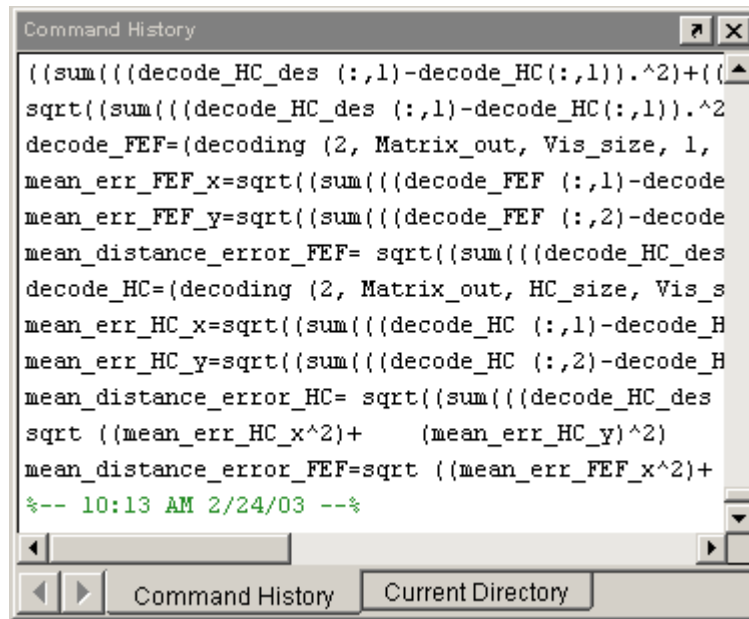 Command History
((sum(((decode_HC_des (:,1)-decode_HC(:,1)).^2)+((
sqrt((sum(((decode_HC_des (:,1)-decode_HC(:,1)).^2
decode_FEF=(decoding (2, Matrix_out, Vis_size, 1,
mean_err_FEF_x=sqrt((sum(((decode_FEF (:,1)-decode
mean_err_FEF_y=sqrt((sum(((decode_FEF (:,2)-decode
mean_distance_error_FEF= sqrt((sum(((decode_HC_des
decode_HC=(decoding (2, Matrix_out, HC_size, Vis_s
mean_err_HC_x=sqrt((sum(((decode_HC (:,1)-decode_H
mean_err_HC_y=sqrt((sum(((decode_HC (:,2)-decode_H
mean_distance_error_HC= sqrt((sum(((decode_HC_des
sqrt ((mean_err_HC_x^2)+    (mean_err_HC_y)^2)
mean_distance_error_FEF=sqrt ((mean_err_FEF_x^2)+
%-- 10:13 AM 2/24/03 --%
Command History Current Directory